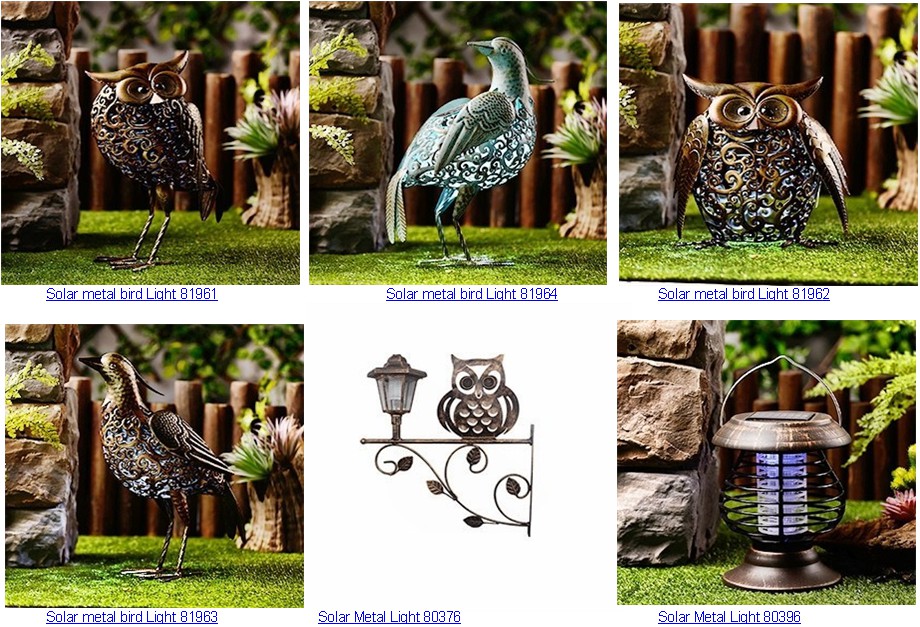 Solar metal bird Light 81961
Solar metal bird Light 81964
Solar metal bird Light 81962
Solar metal bird Light 81963
Solar Metal Light 80376
Solar Metal Light 80396